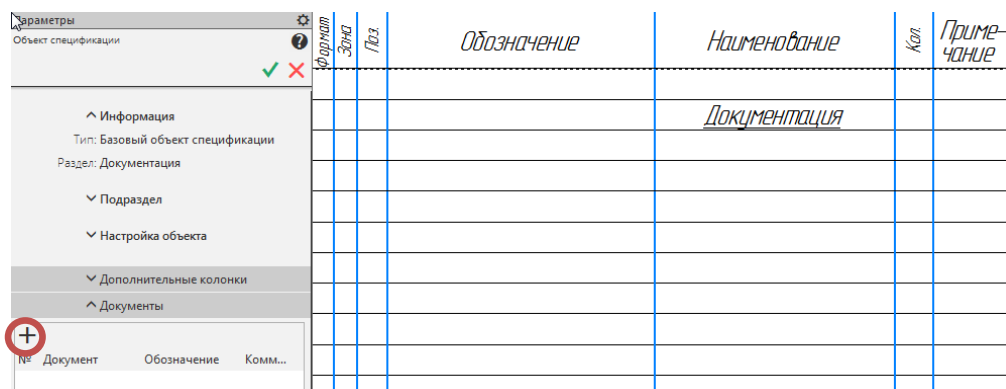 Параметры
Объект спецификации
Информация
Тип: Базовый объект спецификации
Раздел: Документация
Подраздел
Настройка объекта
Дополнительные колонки
Документы
№ Документ Обозначение Комм...
Формат Зона Поз. Обозначение Наименование Кол. Приме-
чание
Документация